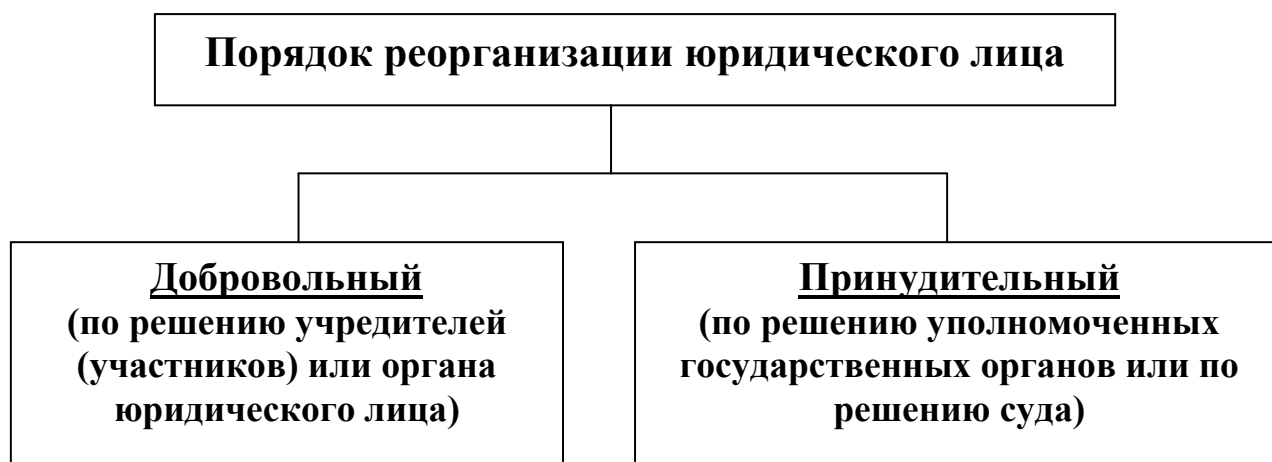 Порядок реорганизации юридического лица
Добровольный
(по решению учредителей
(участников) или органа
юридического лица)
Принудительный
(по решению уполномоченных
государственных органов или по
решению суда)